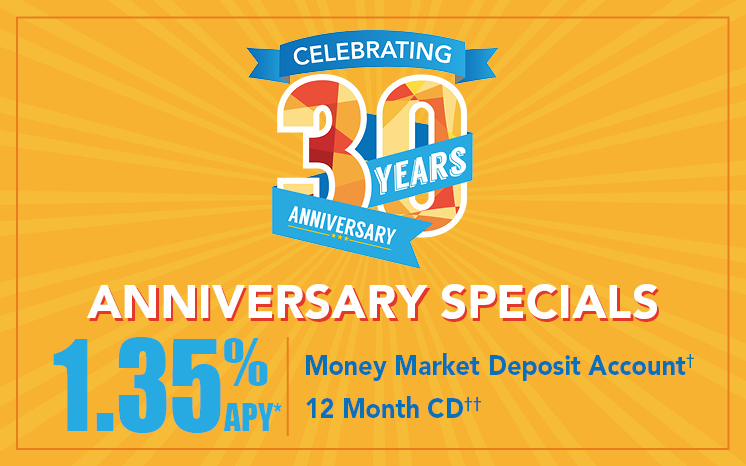 CELEBRATING
30
YEARS
ANNIVERSARY
ANNIVERSARY SPECIALS
1.35% APY*
Money Market Deposit Account†
12 Month CD††